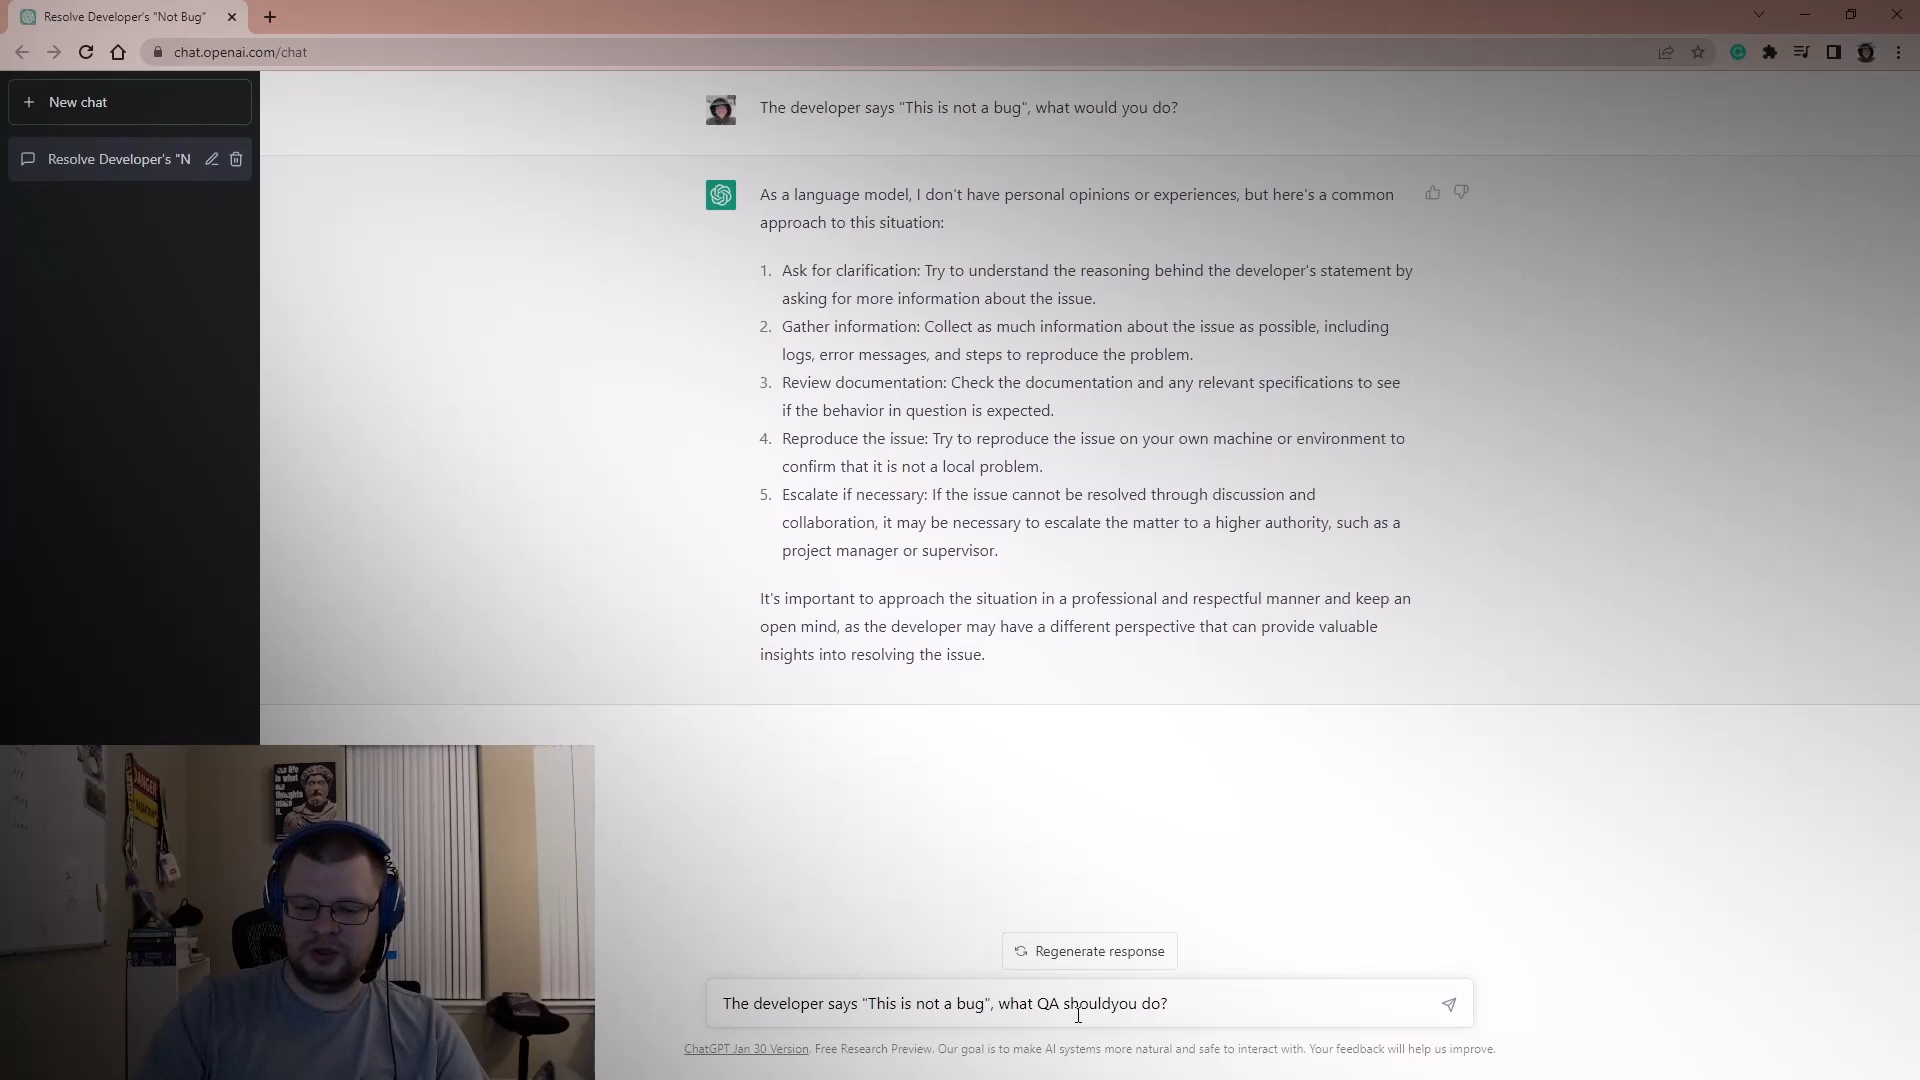 Resolve Developer's "Not Bug"
chat.openai.com/chat
New chat
Resolve Developer's "N
The developer says "This is not a bug", what would you do?
As a language model, I don't have personal opinions or experiences, but here's a common
approach to this situation:
1. Ask for clarification: Try to understand the reasoning behind the developer's statement by
asking for more information about the issue.
2. Gather information: Collect as much information about the issue as possible, including
logs, error messages, and steps to reproduce the problem.
3. Review documentation: Check the documentation and any relevant specifications to see
if the behavior in question is expected.
4. Reproduce the issue: Try to reproduce the issue on your own machine or environment to
confirm that it is not a local problem.
5. Escalate if necessary: If the issue cannot be resolved through discussion and
collaboration, it may be necessary to escalate the matter to a higher authority, such as a
project manager or supervisor.
It's important to approach the situation in a professional and respectful manner and keep an
open mind, as the developer may have a different perspective that can provide valuable
insights into resolving the issue.
DANGER
our life
is what
our
thoughts
make
it.
Regenerate response
The developer says "This is not a bug", what QA shouldyou do?
ChatGPT Jan 30 Version. Free Research Preview. Our goal is to make AI systems more natural and safe to interact with. Your feedback will help us improve.